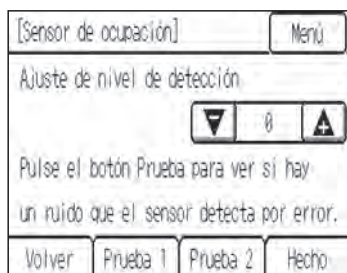 [Sensor de ocupación] Menú
Ajuste de nivel de detección
- 0 +
Pulse el botón Prueba para ver si hay
un ruido que el sensor detecta por error.
Volver Prueba 1 Prueba 2 Hecho